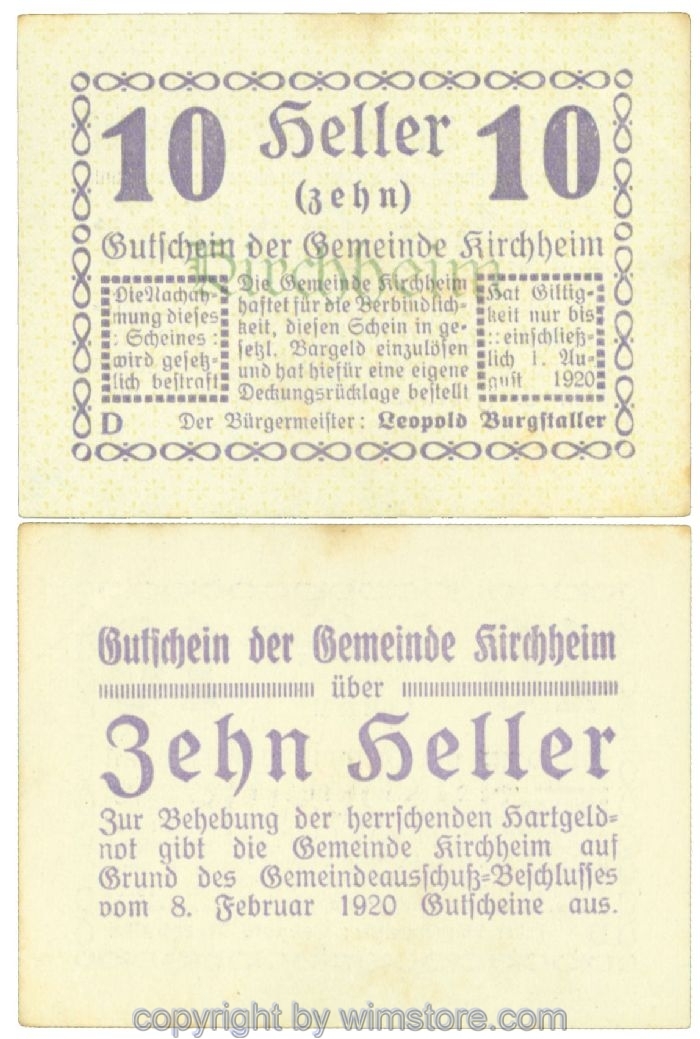 10 Heller 10
(zehn)
Gutschein der Gemeinde Kirchheim
Kirchheim
Die Nachah-
mung dieses
: Scheines :
wird gesetz-
lich bestraft
Die Gemeinde Kirchheim
haftet für die Verbindlich-
keit, diesen Schein in ge-
setzl. Bargeld einzulösen
und hat hiefür eine eigene
Deckungsrücklage bestellt
Hat Giltig-
keit nur bis
:: einschließ-
lich 1. Au-
gust 1920
D Der Bürgermeister: Leopold Burgstaller
Gutschein der Gemeinde Kirchheim
über
Zehn Heller
Zur Behebung der herrschenden Hartgeld-
not gibt die Gemeinde Kirchheim auf
Grund des Gemeindeausschuß-Beschlusses
vom 8. Februar 1920 Gutscheine aus.
copyright by wimstore.com